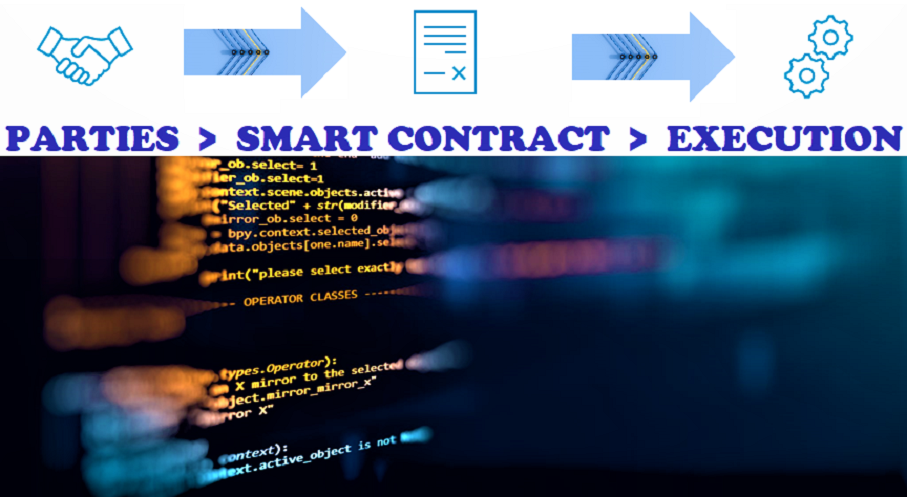 PARTIES > SMART CONTRACT > EXECUTION
_ob.select= 1
er_ob.select=1
ntext.scene.objects.active
("Selected" + str(modifier
irror_ob.select = 0
= bpy.context.selected_obj
ata.objects[one.name].sel
int("please select exactly
--- OPERATOR CLASSES ----
types.Operator):
X mirror to the selected
ject.mirror_mirror_x"
ror X"
ontext):
ext.active_object is not